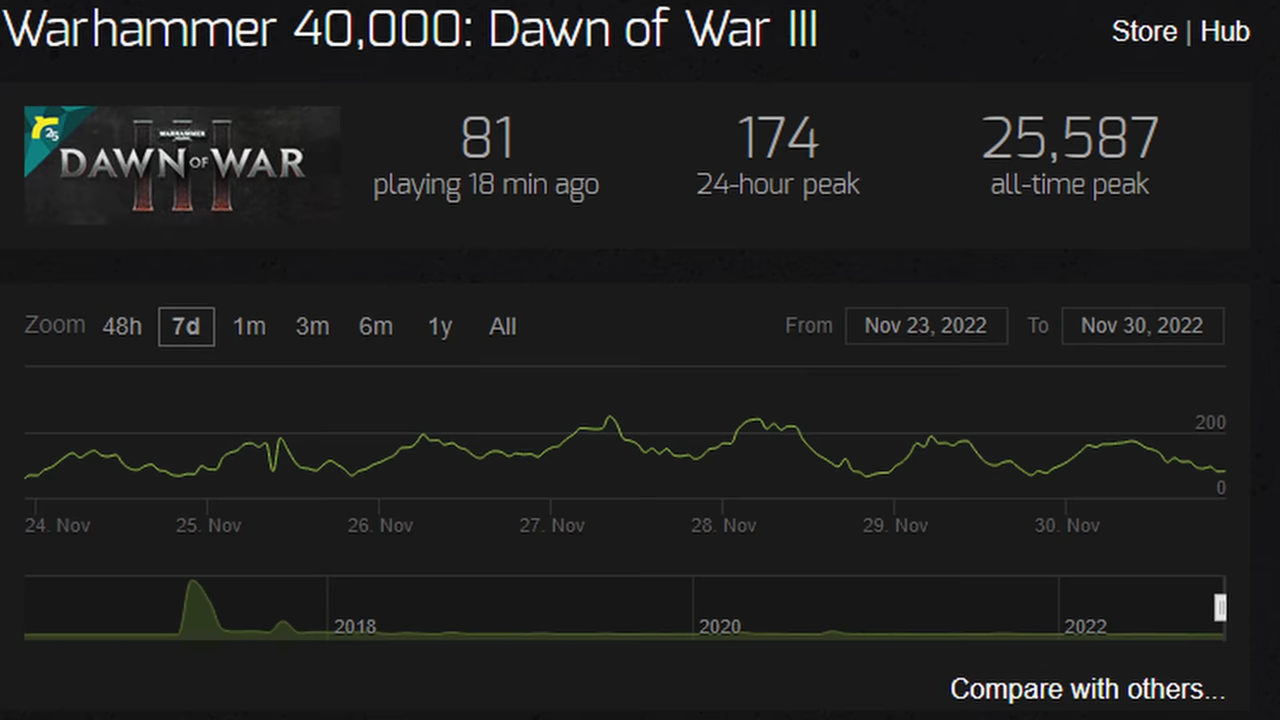 Warhammer 40,000: Dawn of War III
Store | Hub
25
WARHAMMER
DAWN OF WAR
III
81
playing 18 min ago
174
24-hour peak
25,587
all-time peak
Zoom 48h 7d 1m 3m 6m 1y All
From Nov 23, 2022 To Nov 30, 2022
200
0
24. Nov 25. Nov 26. Nov 27. Nov 28. Nov 29. Nov 30. Nov
2018 2020 2022
Compare with others...